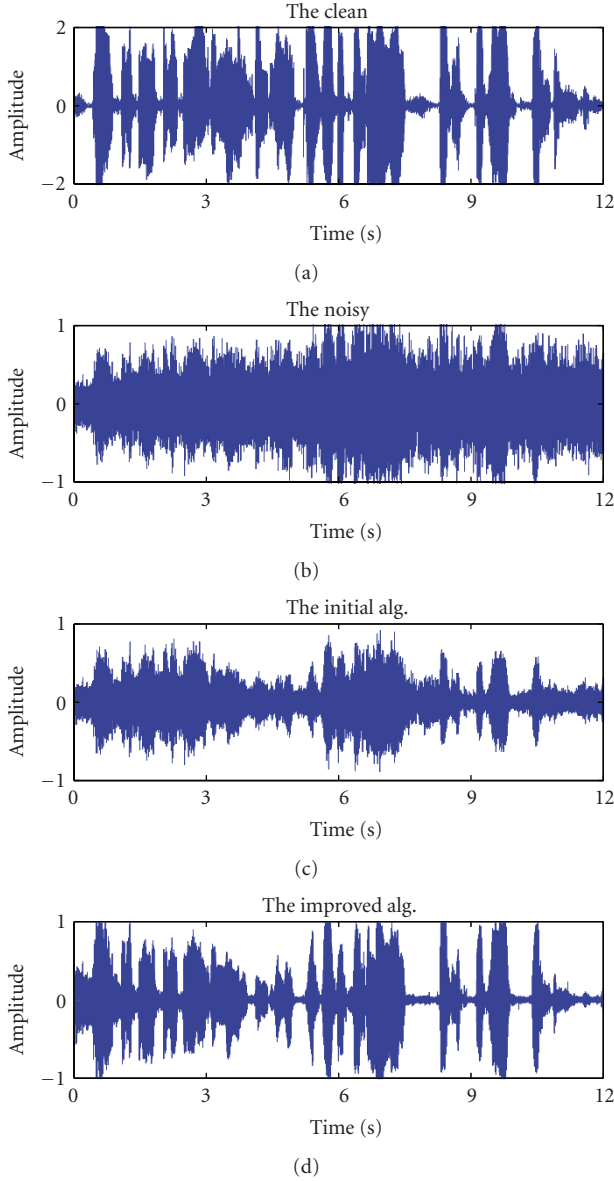 The clean
2
0
−2
Amplitude
0 3 6 9 12
Time (s)
(a)
The noisy
1
0
−1
Amplitude
0 3 6 9 12
Time (s)
(b)
The initial alg.
1
0
−1
Amplitude
0 3 6 9 12
Time (s)
(c)
The improved alg.
1
0
−1
Amplitude
0 3 6 9 12
Time (s)
(d)